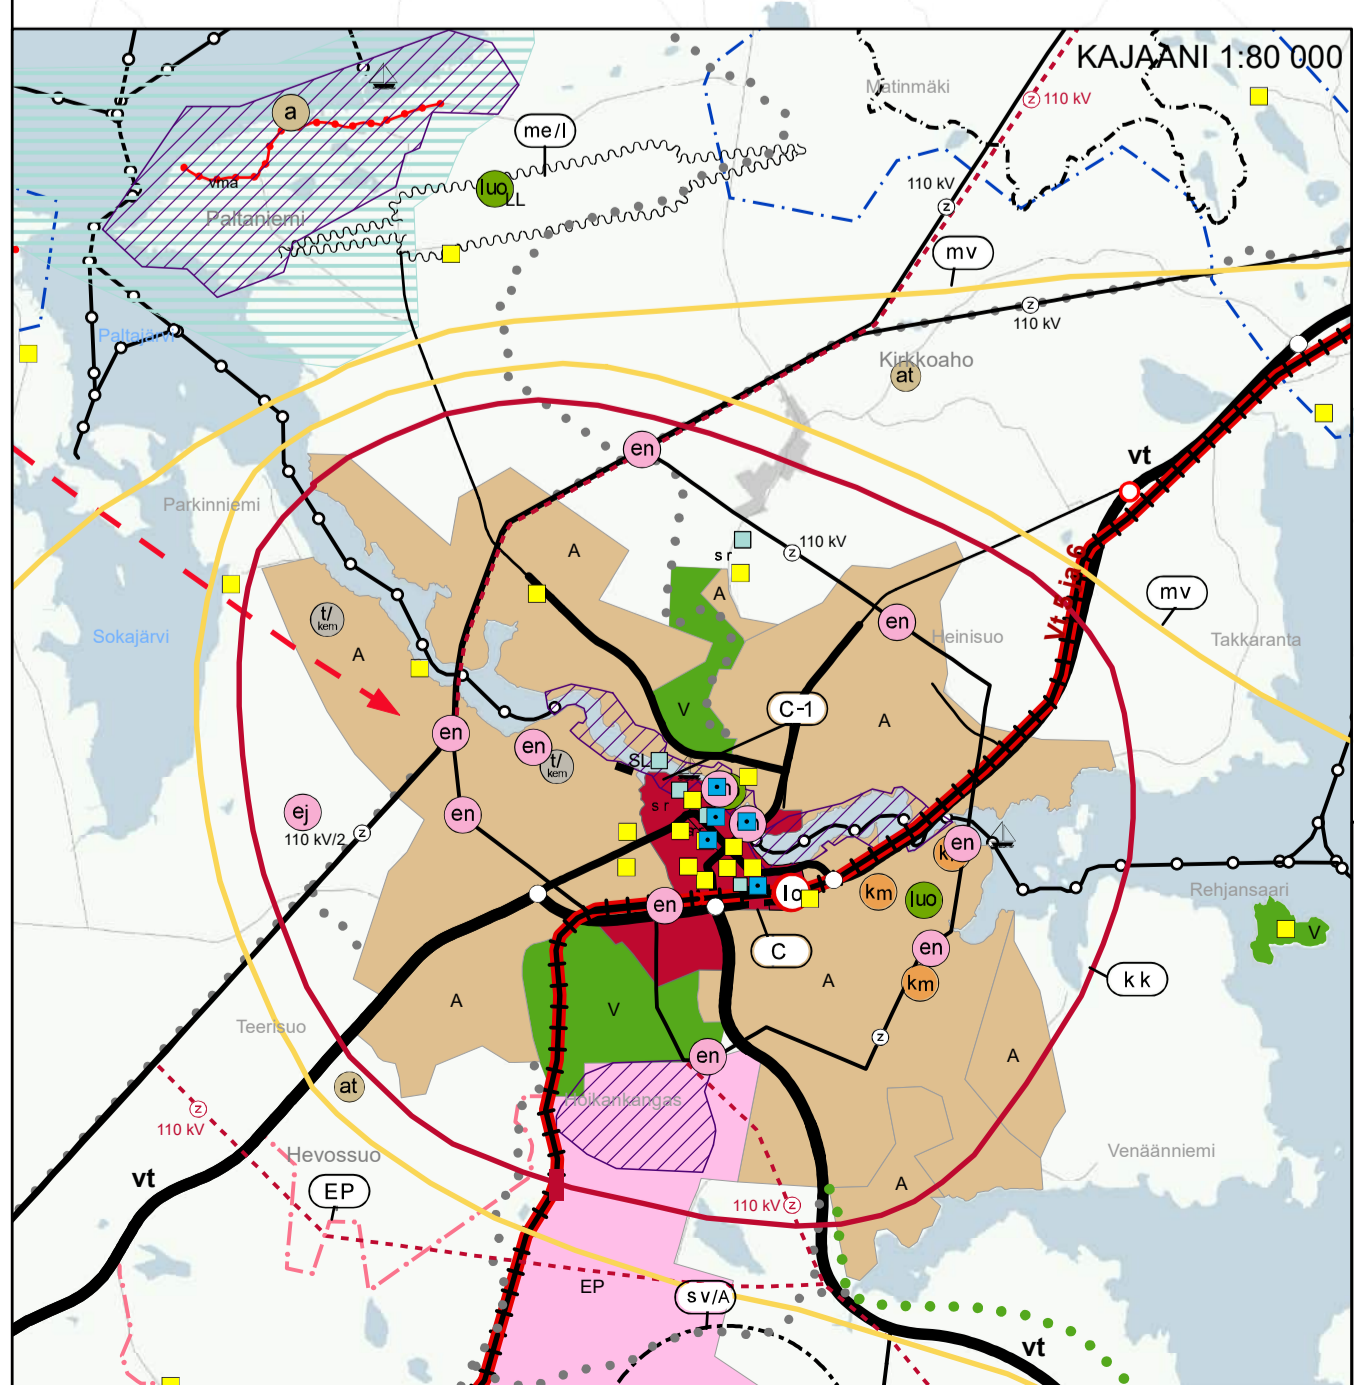 KAJAANI 1:80 000
Matinmäki
z 110 kV
a
me/l
luo
LL
vma
Paltaniemi
110 kV
z
mv
z
110 kV
Paltajärvi
Kirkkoaho
at
en
vt
Parkinniemi
A
z 110 kV
sr
A
t/
kem
A
en
Heinisuo
mv
Takkaranta
Sokajärvi
Vt 5 ja 6
V
C-1
A
en
en
t/
kem
SL
sr
ej
110 kV/2
z
en
en
km
luo
Rehjansaari
V
en
C
en
km
kk
A
V
A
z
Teerisuo
en
A
at
z
110 kV
Hoikankangas
Hevossuo
vt
EP
Venäänniemi
A
110 kV z
EP
sv/A
vt